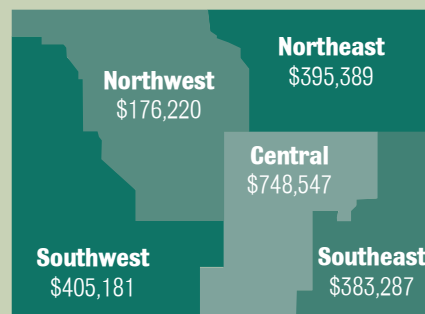 Northeast
$395,389
Northwest
$176,220
Central
$748,547
Southwest
$405,181
Southeast
$383,287